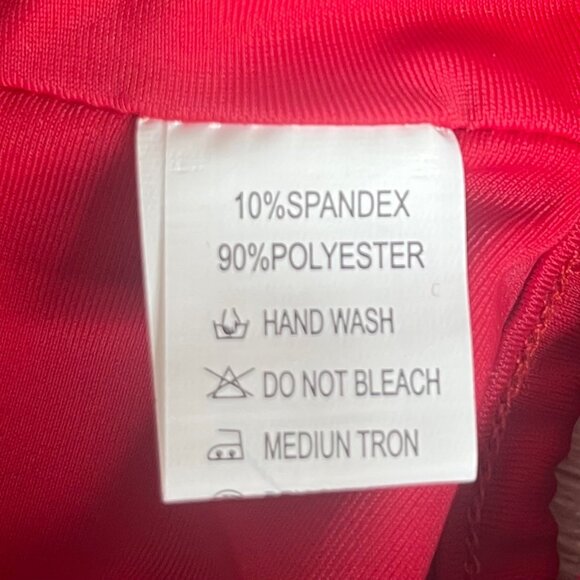 10%SPANDEX
90%POLYESTER
HAND WASH
DO NOT BLEACH
MEDIUN TRON